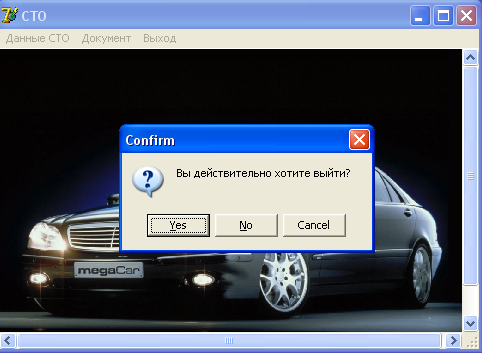 СТО
Данные СТО Документ Выход
Confirm
Вы действительно хотите выйти?
Yes No Cancel
megaCar